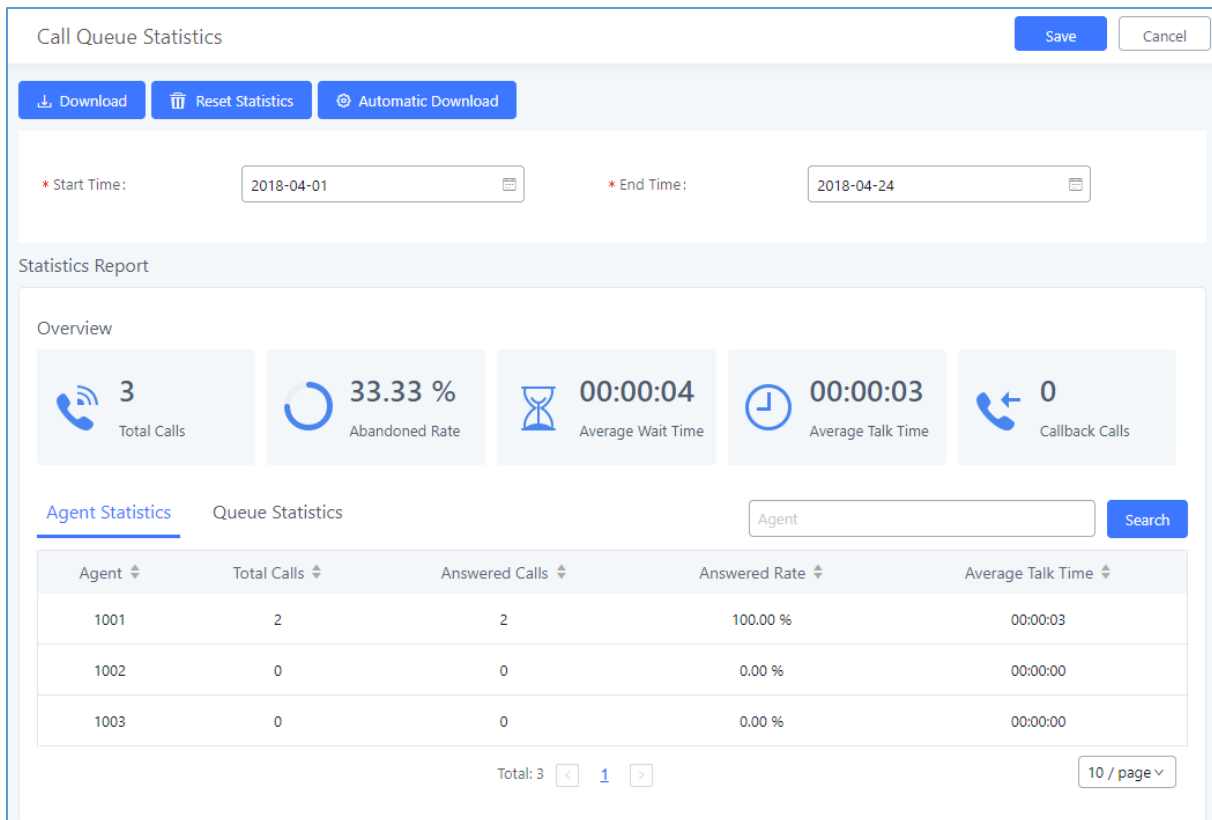 Call Queue Statistics Save Cancel
Download Reset Statistics Automatic Download
* Start Time: 2018-04-01 * End Time: 2018-04-24
Statistics Report
Overview
3 33.33 % 00:00:04 00:00:03 0
Total Calls Abandoned Rate Average Wait Time Average Talk Time Callback Calls
Agent Statistics Queue Statistics Agent Search
Agent Total Calls Answered Calls Answered Rate Average Talk Time
1001 2 2 100.00 % 00:00:03
1002 0 0 0.00 % 00:00:00
1003 0 0 0.00 % 00:00:00
Total: 3 < 1 > 10 / page